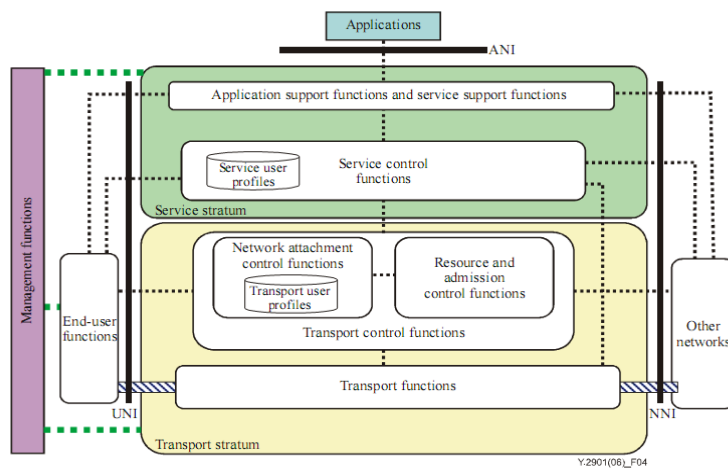 Applications
ANI
Application support functions and service support functions
Service user
profiles
Service control
functions
Service stratum
Management functions
Network attachment
control functions
Transport user
profiles
Resource and
admission
control functions
Transport control functions
End-user
functions
Other
networks
Transport functions
UNI
NNI
Transport stratum
Y.2901(06)_F04